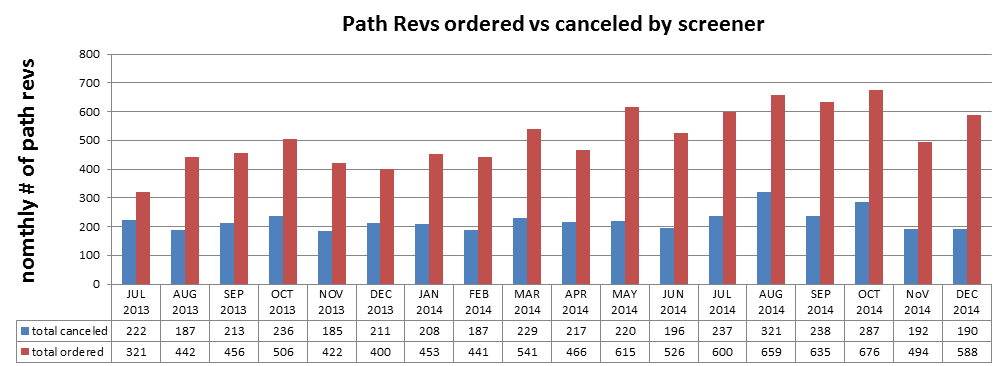 Path Revs ordered vs canceled by screener
nomthly # of path revs
800
700
600
500
400
300
200
100
0
JUL AUG SEP OCT NOV DEC JAN FEB MAR APR MAY JUN JUL AUG SEP OCT NoV DEC
2013 2013 2013 2013 2013 2013 2014 2014 2014 2014 2014 2014 2014 2014 2014 2014 2014 2014
total canceled 222 187 213 236 185 211 208 187 229 217 220 196 237 321 238 287 192 190
total ordered 321 442 456 506 422 400 453 441 541 466 615 526 600 659 635 676 494 588